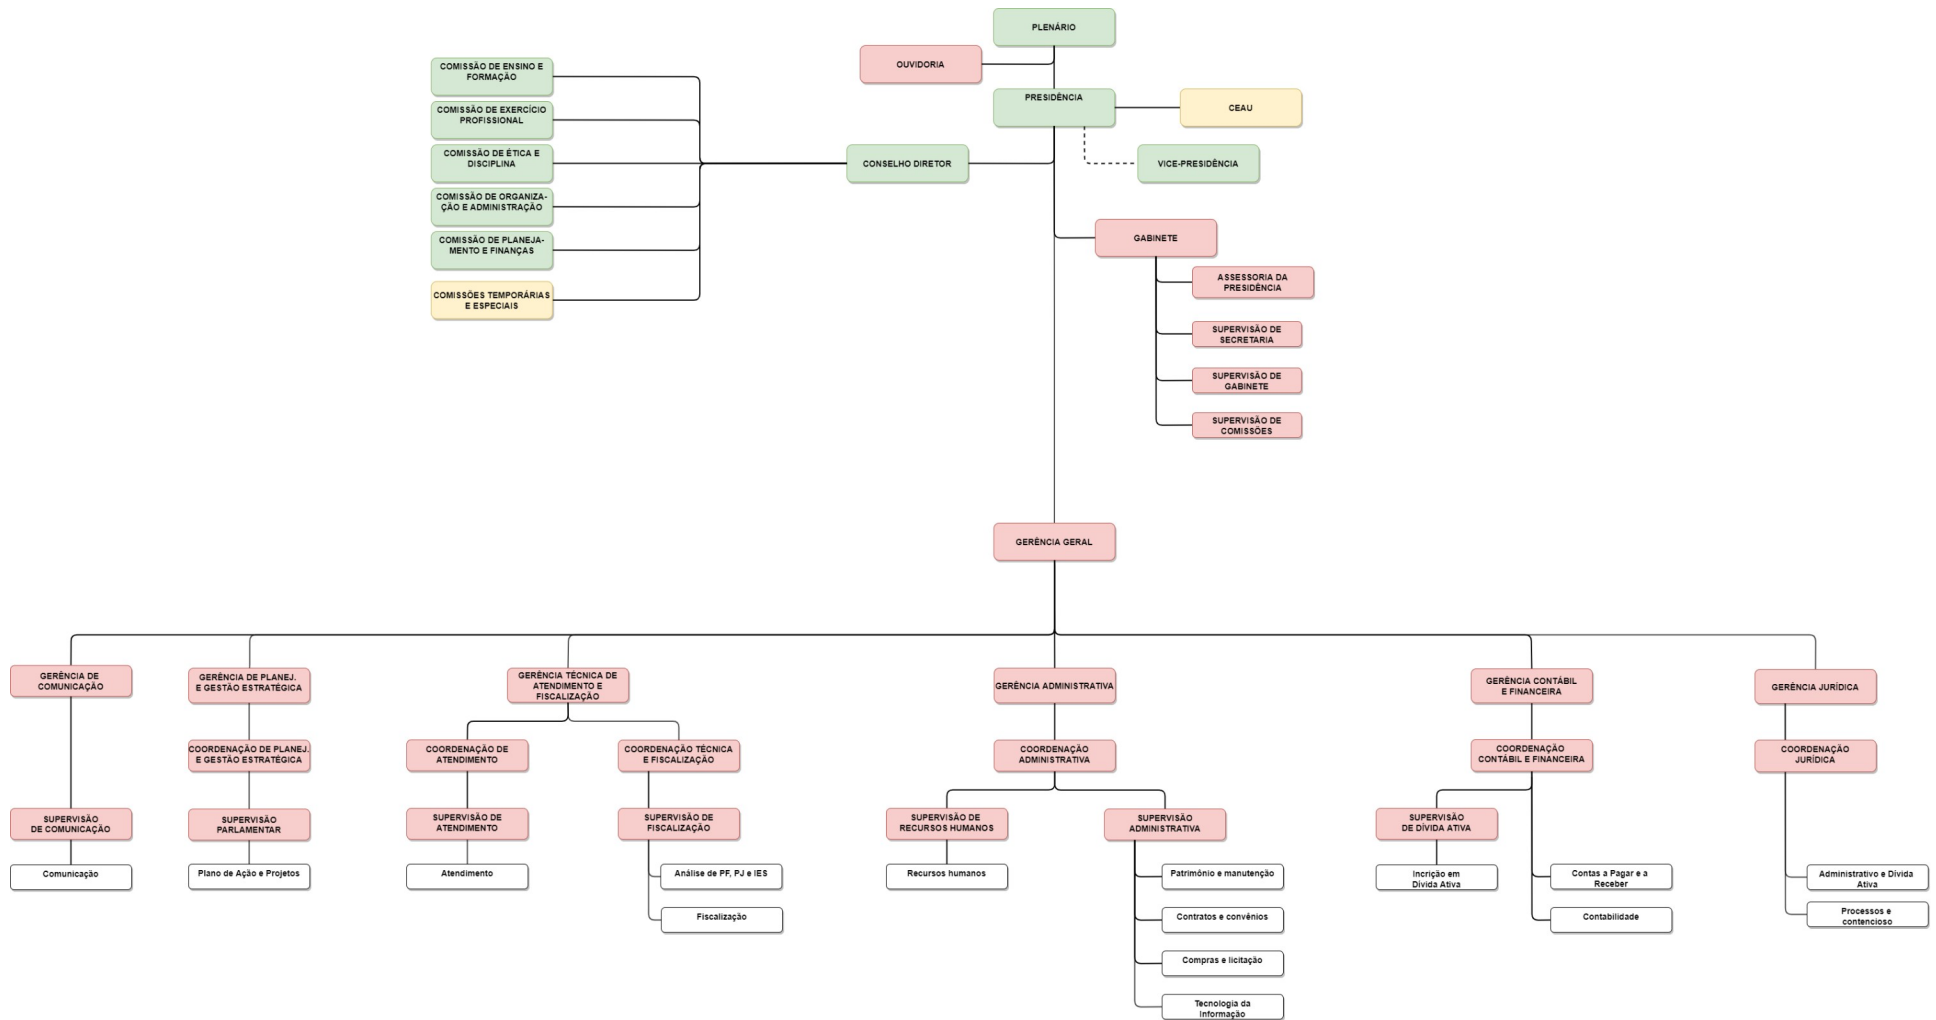 PLENÁRIO
OUVIDORIA
PRESIDÊNCIA
CEAU
VICE-PRESIDÊNCIA
CONSELHO DIRETOR
COMISSÃO DE ENSINO E
FORMAÇÃO
COMISSÃO DE EXERCÍCIO
PROFISSIONAL
COMISSÃO DE ÉTICA E
DISCIPLINA
COMISSÃO DE ORGANIZA-
ÇÃO E ADMINISTRAÇÃO
COMISSÃO DE PLANEJA-
MENTO E FINANÇAS
COMISSÕES TEMPORÁRIAS
E ESPECIAIS
GABINETE
ASSESSORIA DA
PRESIDÊNCIA
SUPERVISÃO DE
SECRETARIA
SUPERVISÃO DE
GABINETE
SUPERVISÃO DE
COMISSÕES
GERÊNCIA GERAL
GERÊNCIA DE
COMUNICAÇÃO
GERÊNCIA DE PLANEJ.
E GESTÃO ESTRATÉGICA
GERÊNCIA TÉCNICA DE
ATENDIMENTO E
FISCALIZAÇÃO
GERÊNCIA ADMINISTRATIVA
GERÊNCIA CONTÁBIL
E FINANCEIRA
GERÊNCIA JURÍDICA
COORDENAÇÃO DE PLANEJ.
E GESTÃO ESTRATÉGICA
COORDENAÇÃO DE
ATENDIMENTO
COORDENAÇÃO TÉCNICA
E FISCALIZAÇÃO
COORDENAÇÃO
ADMINISTRATIVA
COORDENAÇÃO
CONTÁBIL E FINANCEIRA
COORDENAÇÃO
JURÍDICA
SUPERVISÃO
DE COMUNICAÇÃO
SUPERVISÃO
PARLAMENTAR
SUPERVISÃO DE
ATENDIMENTO
SUPERVISÃO DE
FISCALIZAÇÃO
SUPERVISÃO DE
RECURSOS HUMANOS
SUPERVISÃO
ADMINISTRATIVA
SUPERVISÃO
DE DÍVIDA ATIVA
Comunicação
Plano de Ação e Projetos
Atendimento
Análise de PF, PJ e IES
Fiscalização
Recursos humanos
Patrimônio e manutenção
Contratos e convênios
Compras e licitação
Tecnologia da
Informação
Incrição em
Dívida Ativa
Contas a Pagar e a
Receber
Contabilidade
Administrativo e Dívida
Ativa
Processos e
contencioso